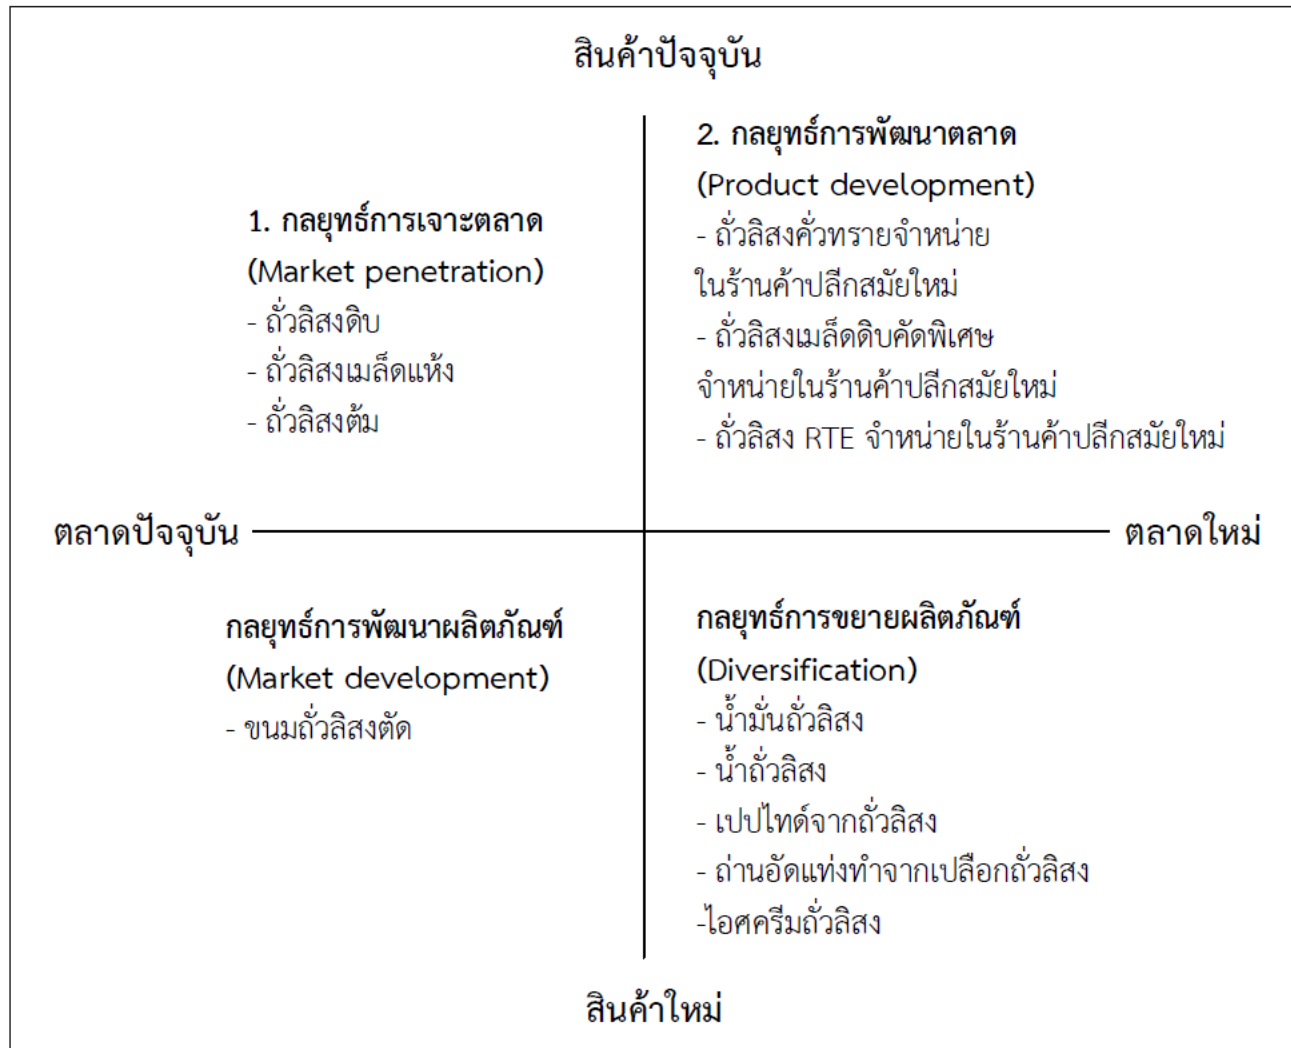 สินค้าปัจจุบัน
1. กลยุทธ์การเจาะตลาด
(Market penetration)
- ถั่วลิสงดิบ
- ถั่วลิสงเมล็ดแห้ง
- ถั่วลิสงต้ม
2. กลยุทธ์การพัฒนาตลาด
(Product development)
- ถั่วลิสงคั่วทรายจำหน่าย
ในร้านค้าปลีกสมัยใหม่
- ถั่วลิสงเมล็ดดิบคัดพิเศษ
จำหน่ายในร้านค้าปลีกสมัยใหม่
- ถั่วลิสง RTE จำหน่ายในร้านค้าปลีกสมัยใหม่
ตลาดปัจจุบัน
ตลาดใหม่
กลยุทธ์การพัฒนาผลิตภัณฑ์
(Market development)
- ขนมถั่วลิสงตัด
กลยุทธ์การขยายผลิตภัณฑ์
(Diversification)
- น้ำมั่นถั่วลิสง
- น้ำถั่วลิสง
- เปปไทด์จากถั่วลิสง
- ถ่านอัดแท่งทำจากเปลือกถั่วลิสง
-ไอศครีมถั่วลิสง
สินค้าใหม่